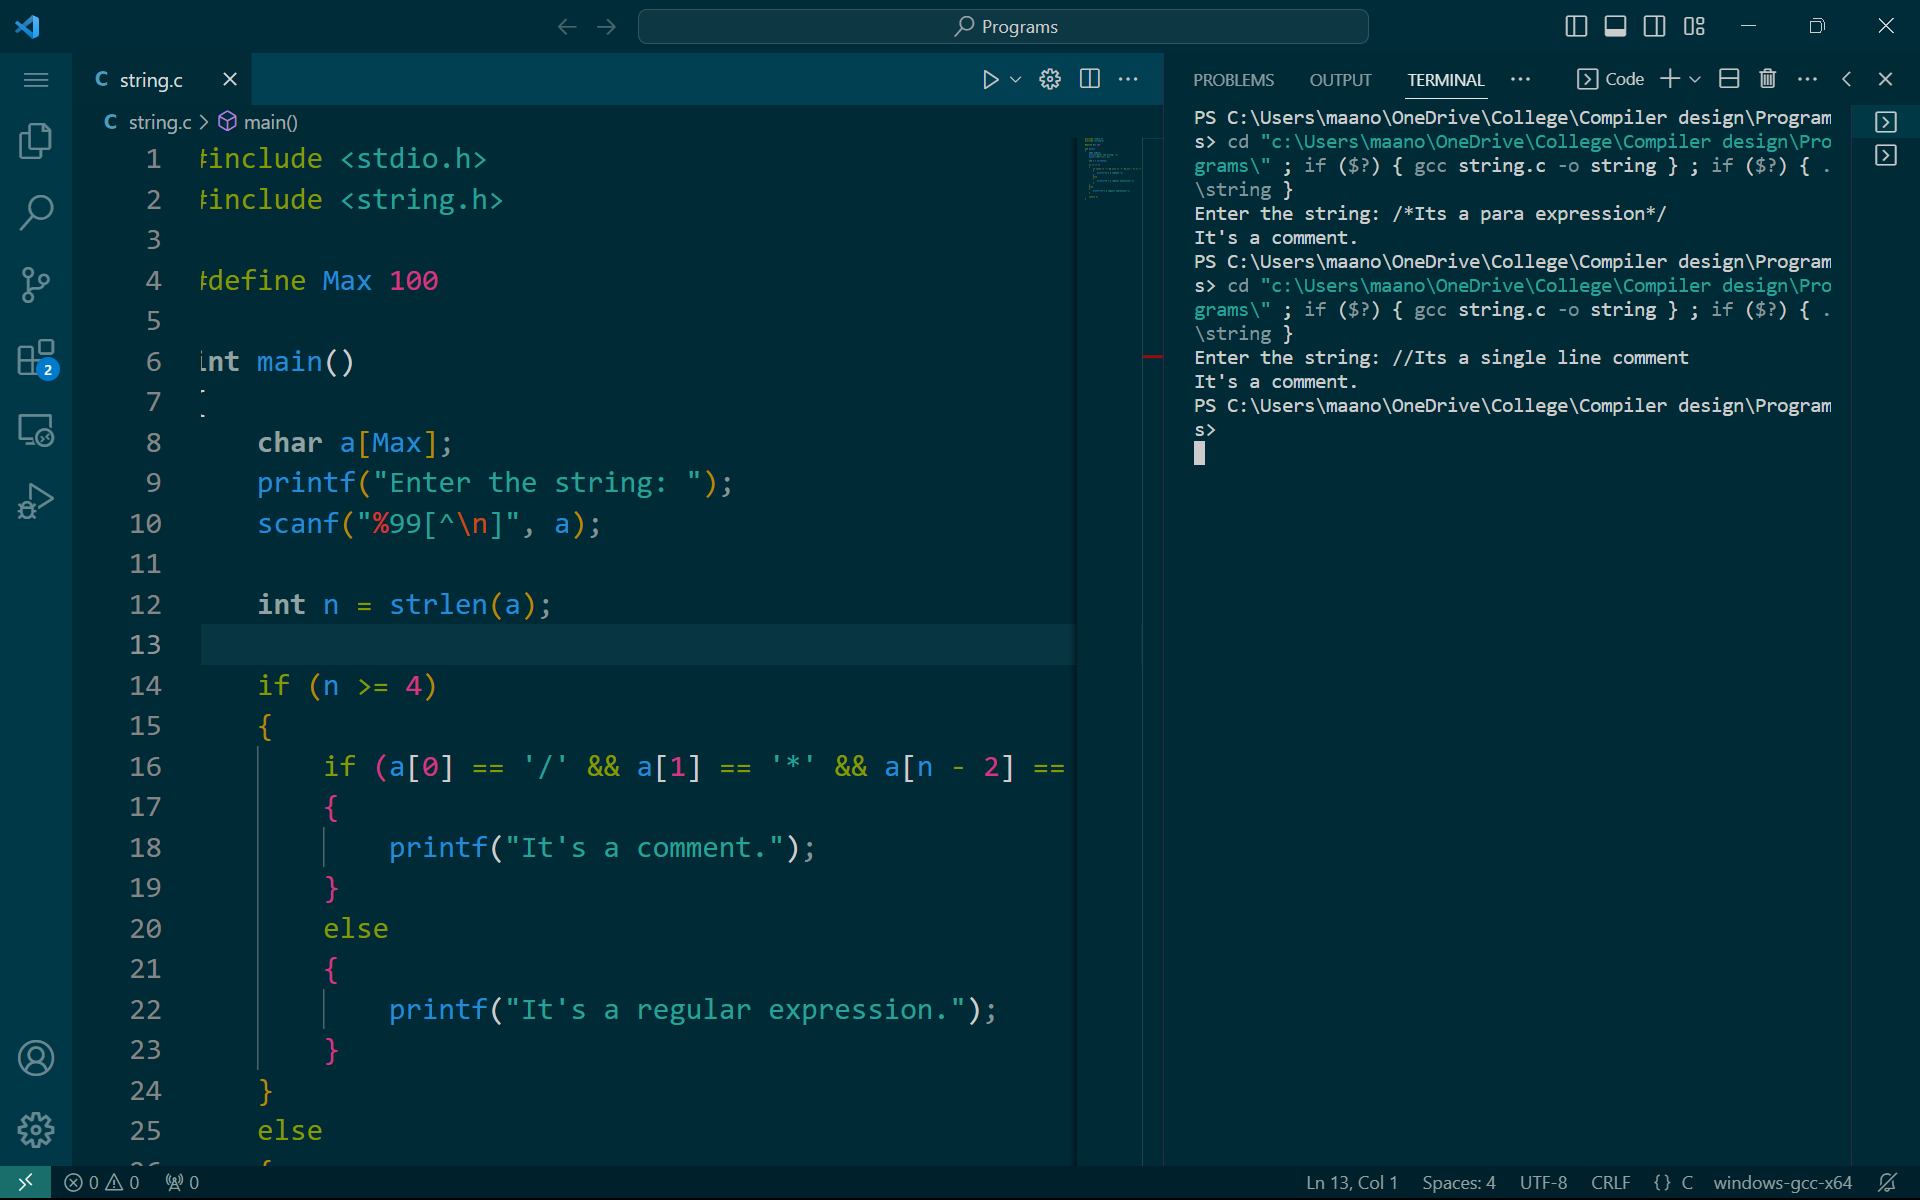 Programs
C string.c
PROBLEMS OUTPUT TERMINAL ··· Code
C string.c > main()
1 #include <stdio.h>
2 #include <string.h>
3
4 #define Max 100
5
6 int main()
7
8 char a[Max];
9 printf("Enter the string: ");
10 scanf("%99[^\n]", a);
11
12 int n = strlen(a);
13
14 if (n >= 4)
15 {
16 if (a[0] == '/' && a[1] == '*' && a[n - 2] ==
17 {
18 printf("It's a comment.");
19 }
20 else
21 {
22 printf("It's a regular expression.");
23 }
24 }
25 else
PS C:\Users\maano\OneDrive\College\Compiler design\Program
s> cd "c:\Users\maano\OneDrive\College\Compiler design\Pro
grams\" ; if ($?) { gcc string.c -o string } ; if ($?) { .
\string }
Enter the string: /*Its a para expression*/
It's a comment.
PS C:\Users\maano\OneDrive\College\Compiler design\Program
s> cd "c:\Users\maano\OneDrive\College\Compiler design\Pro
grams\" ; if ($?) { gcc string.c -o string } ; if ($?) { .
\string }
Enter the string: //Its a single line comment
It's a comment.
PS C:\Users\maano\OneDrive\College\Compiler design\Program
s>
2
0 0 0 Ln 13, Col 1 Spaces: 4 UTF-8 CRLF {} C windows-gcc-x64